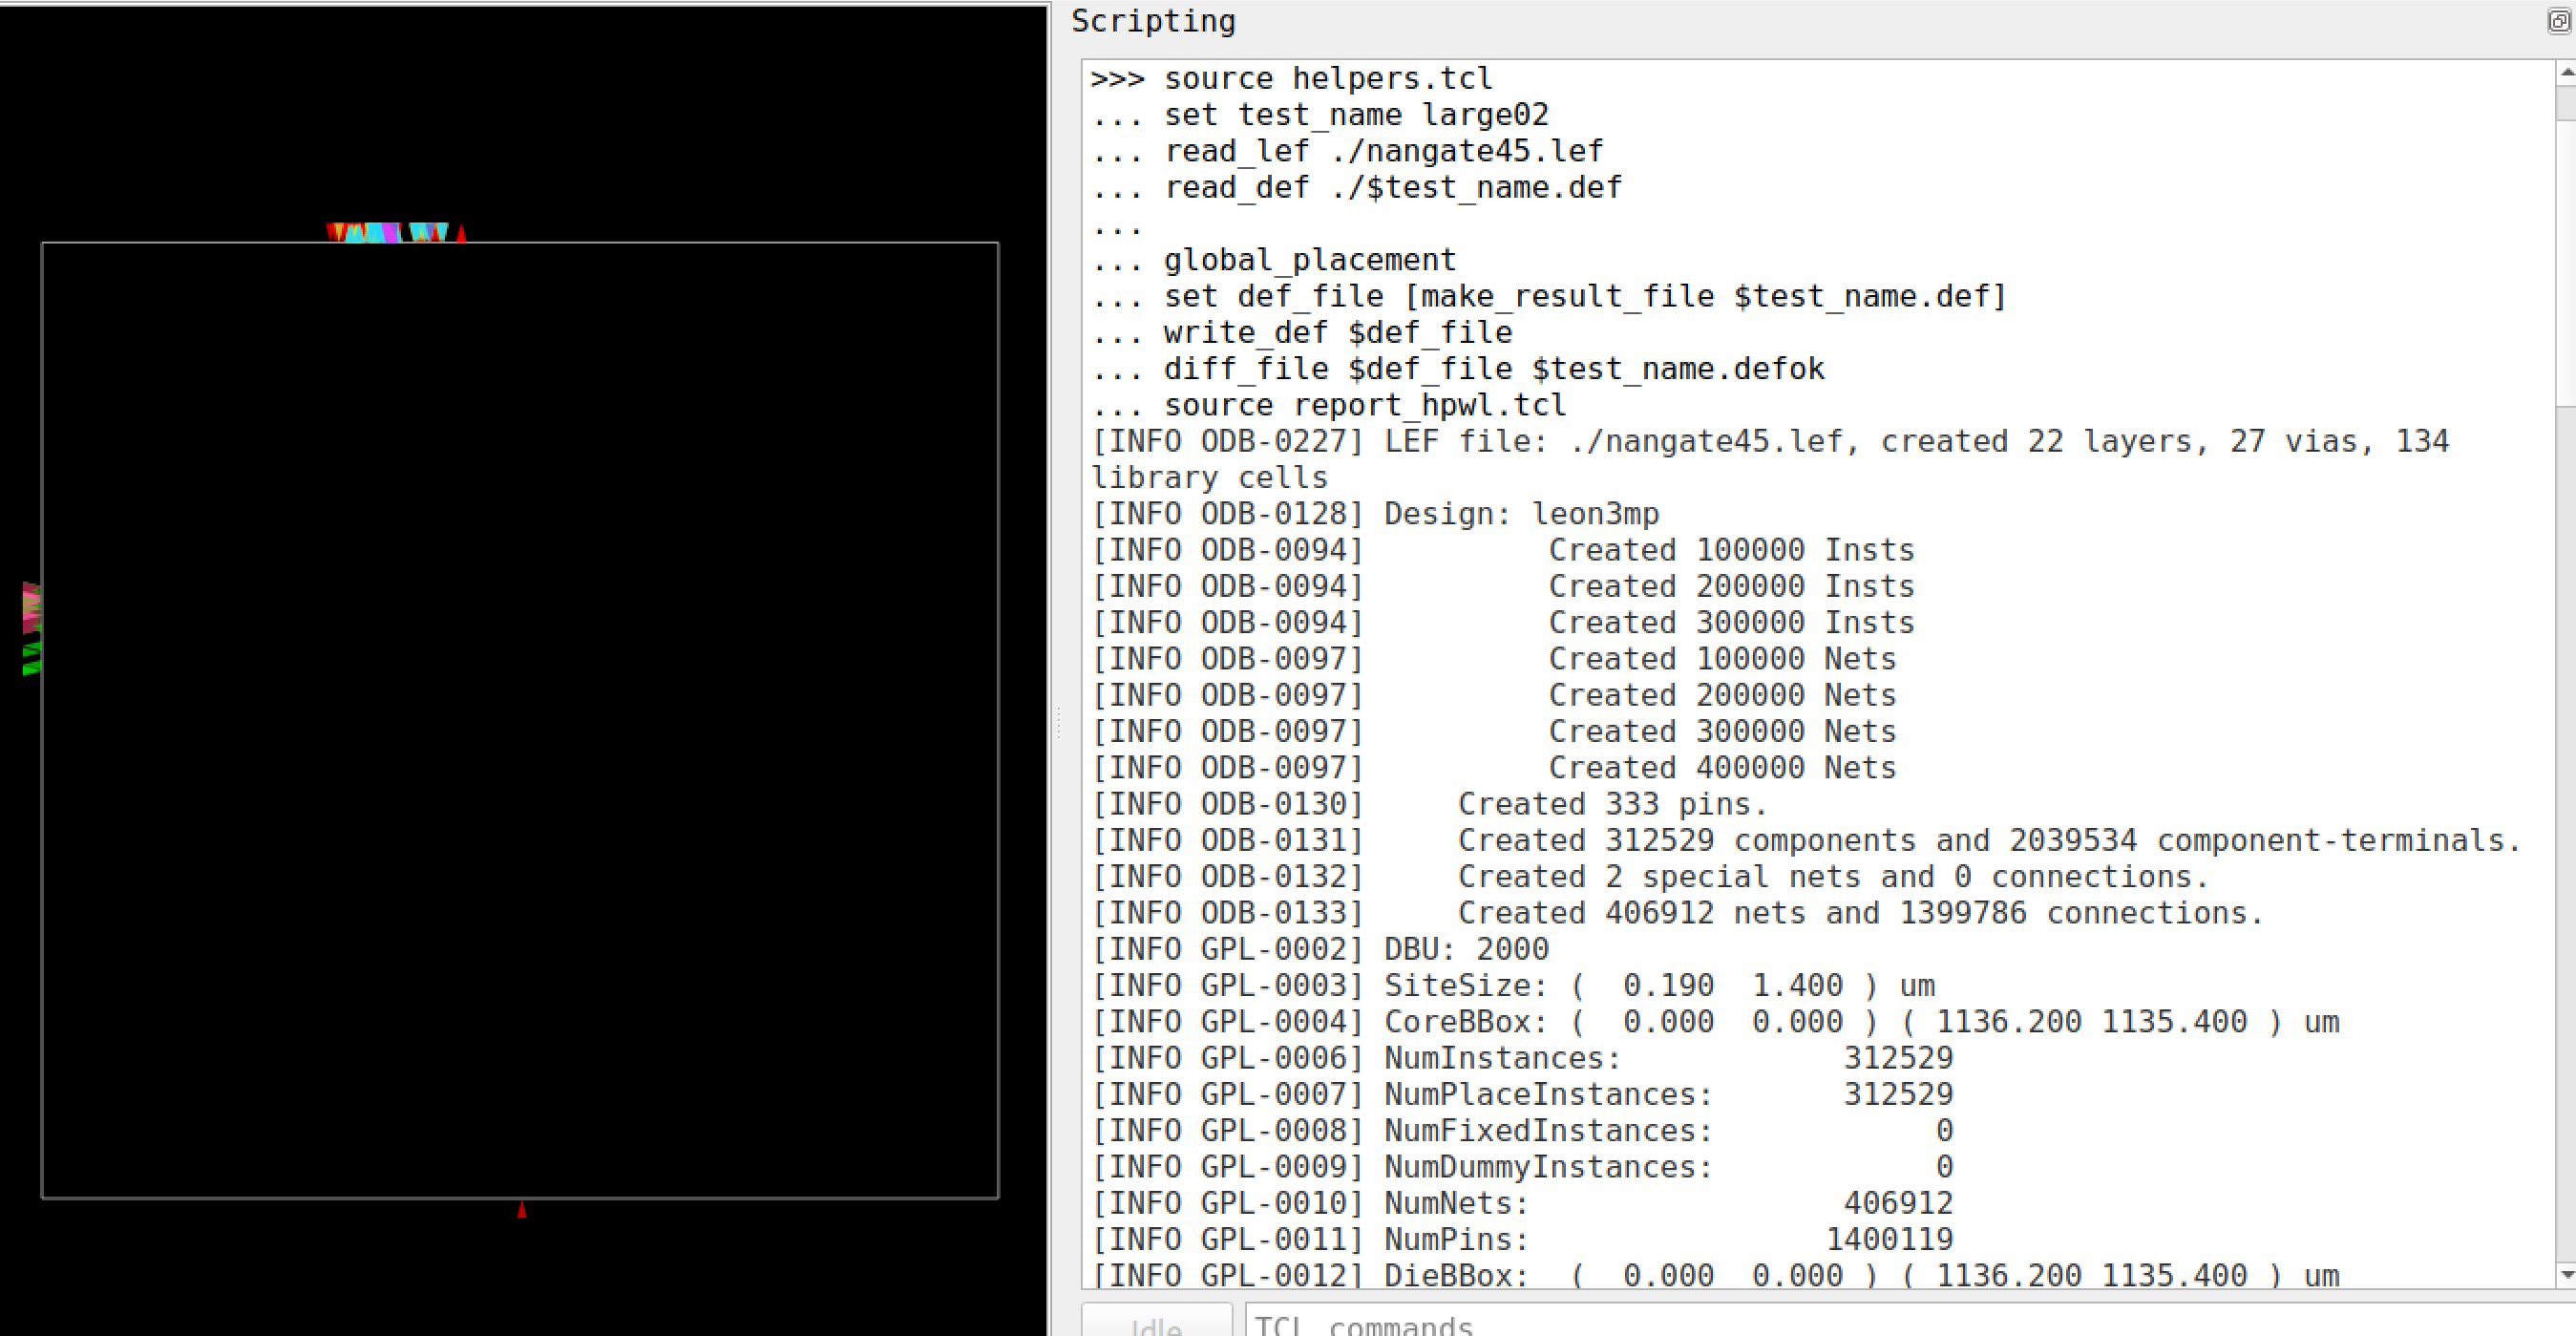 Scripting
>>> source helpers.tcl
... set test_name large02
... read_lef ./nangate45.lef
... read_def ./$test_name.def
...
... global_placement
... set def_file [make_result_file $test_name.def]
... write_def $def_file
... diff_file $def_file $test_name.defok
... source report_hpwl.tcl
[INFO ODB-0227] LEF file: ./nangate45.lef, created 22 layers, 27 vias, 134
library cells
[INFO ODB-0128] Design: leon3mp
[INFO ODB-0094]          Created 100000 Insts
[INFO ODB-0094]          Created 200000 Insts
[INFO ODB-0094]          Created 300000 Insts
[INFO ODB-0097]          Created 100000 Nets
[INFO ODB-0097]          Created 200000 Nets
[INFO ODB-0097]          Created 300000 Nets
[INFO ODB-0097]          Created 400000 Nets
[INFO ODB-0130]     Created 333 pins.
[INFO ODB-0131]     Created 312529 components and 2039534 component-terminals.
[INFO ODB-0132]     Created 2 special nets and 0 connections.
[INFO ODB-0133]     Created 406912 nets and 1399786 connections.
[INFO GPL-0002] DBU: 2000
[INFO GPL-0003] SiteSize: (  0.190  1.400 ) um
[INFO GPL-0004] CoreBBox: (  0.000  0.000 ) ( 1136.200 1135.400 ) um
[INFO GPL-0006] NumInstances:            312529
[INFO GPL-0007] NumPlaceInstances:       312529
[INFO GPL-0008] NumFixedInstances:            0
[INFO GPL-0009] NumDummyInstances:            0
[INFO GPL-0010] NumNets:                 406912
[INFO GPL-0011] NumPins:                1400119
[INFO GPL-0012] DieBBox:  (  0.000  0.000 ) ( 1136.200 1135.400 ) um
Idle
TCL commands